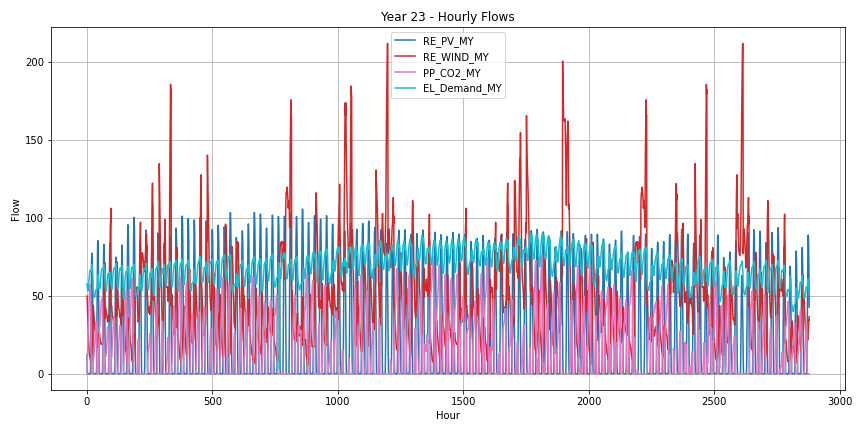 Year 23 - Hourly Flows
RE_PV_MY
RE_WIND_MY
PP_CO2_MY
EL_Demand_MY
Flow
200
150
100
50
0
0 500 1000 1500 2000 2500 3000
Hour